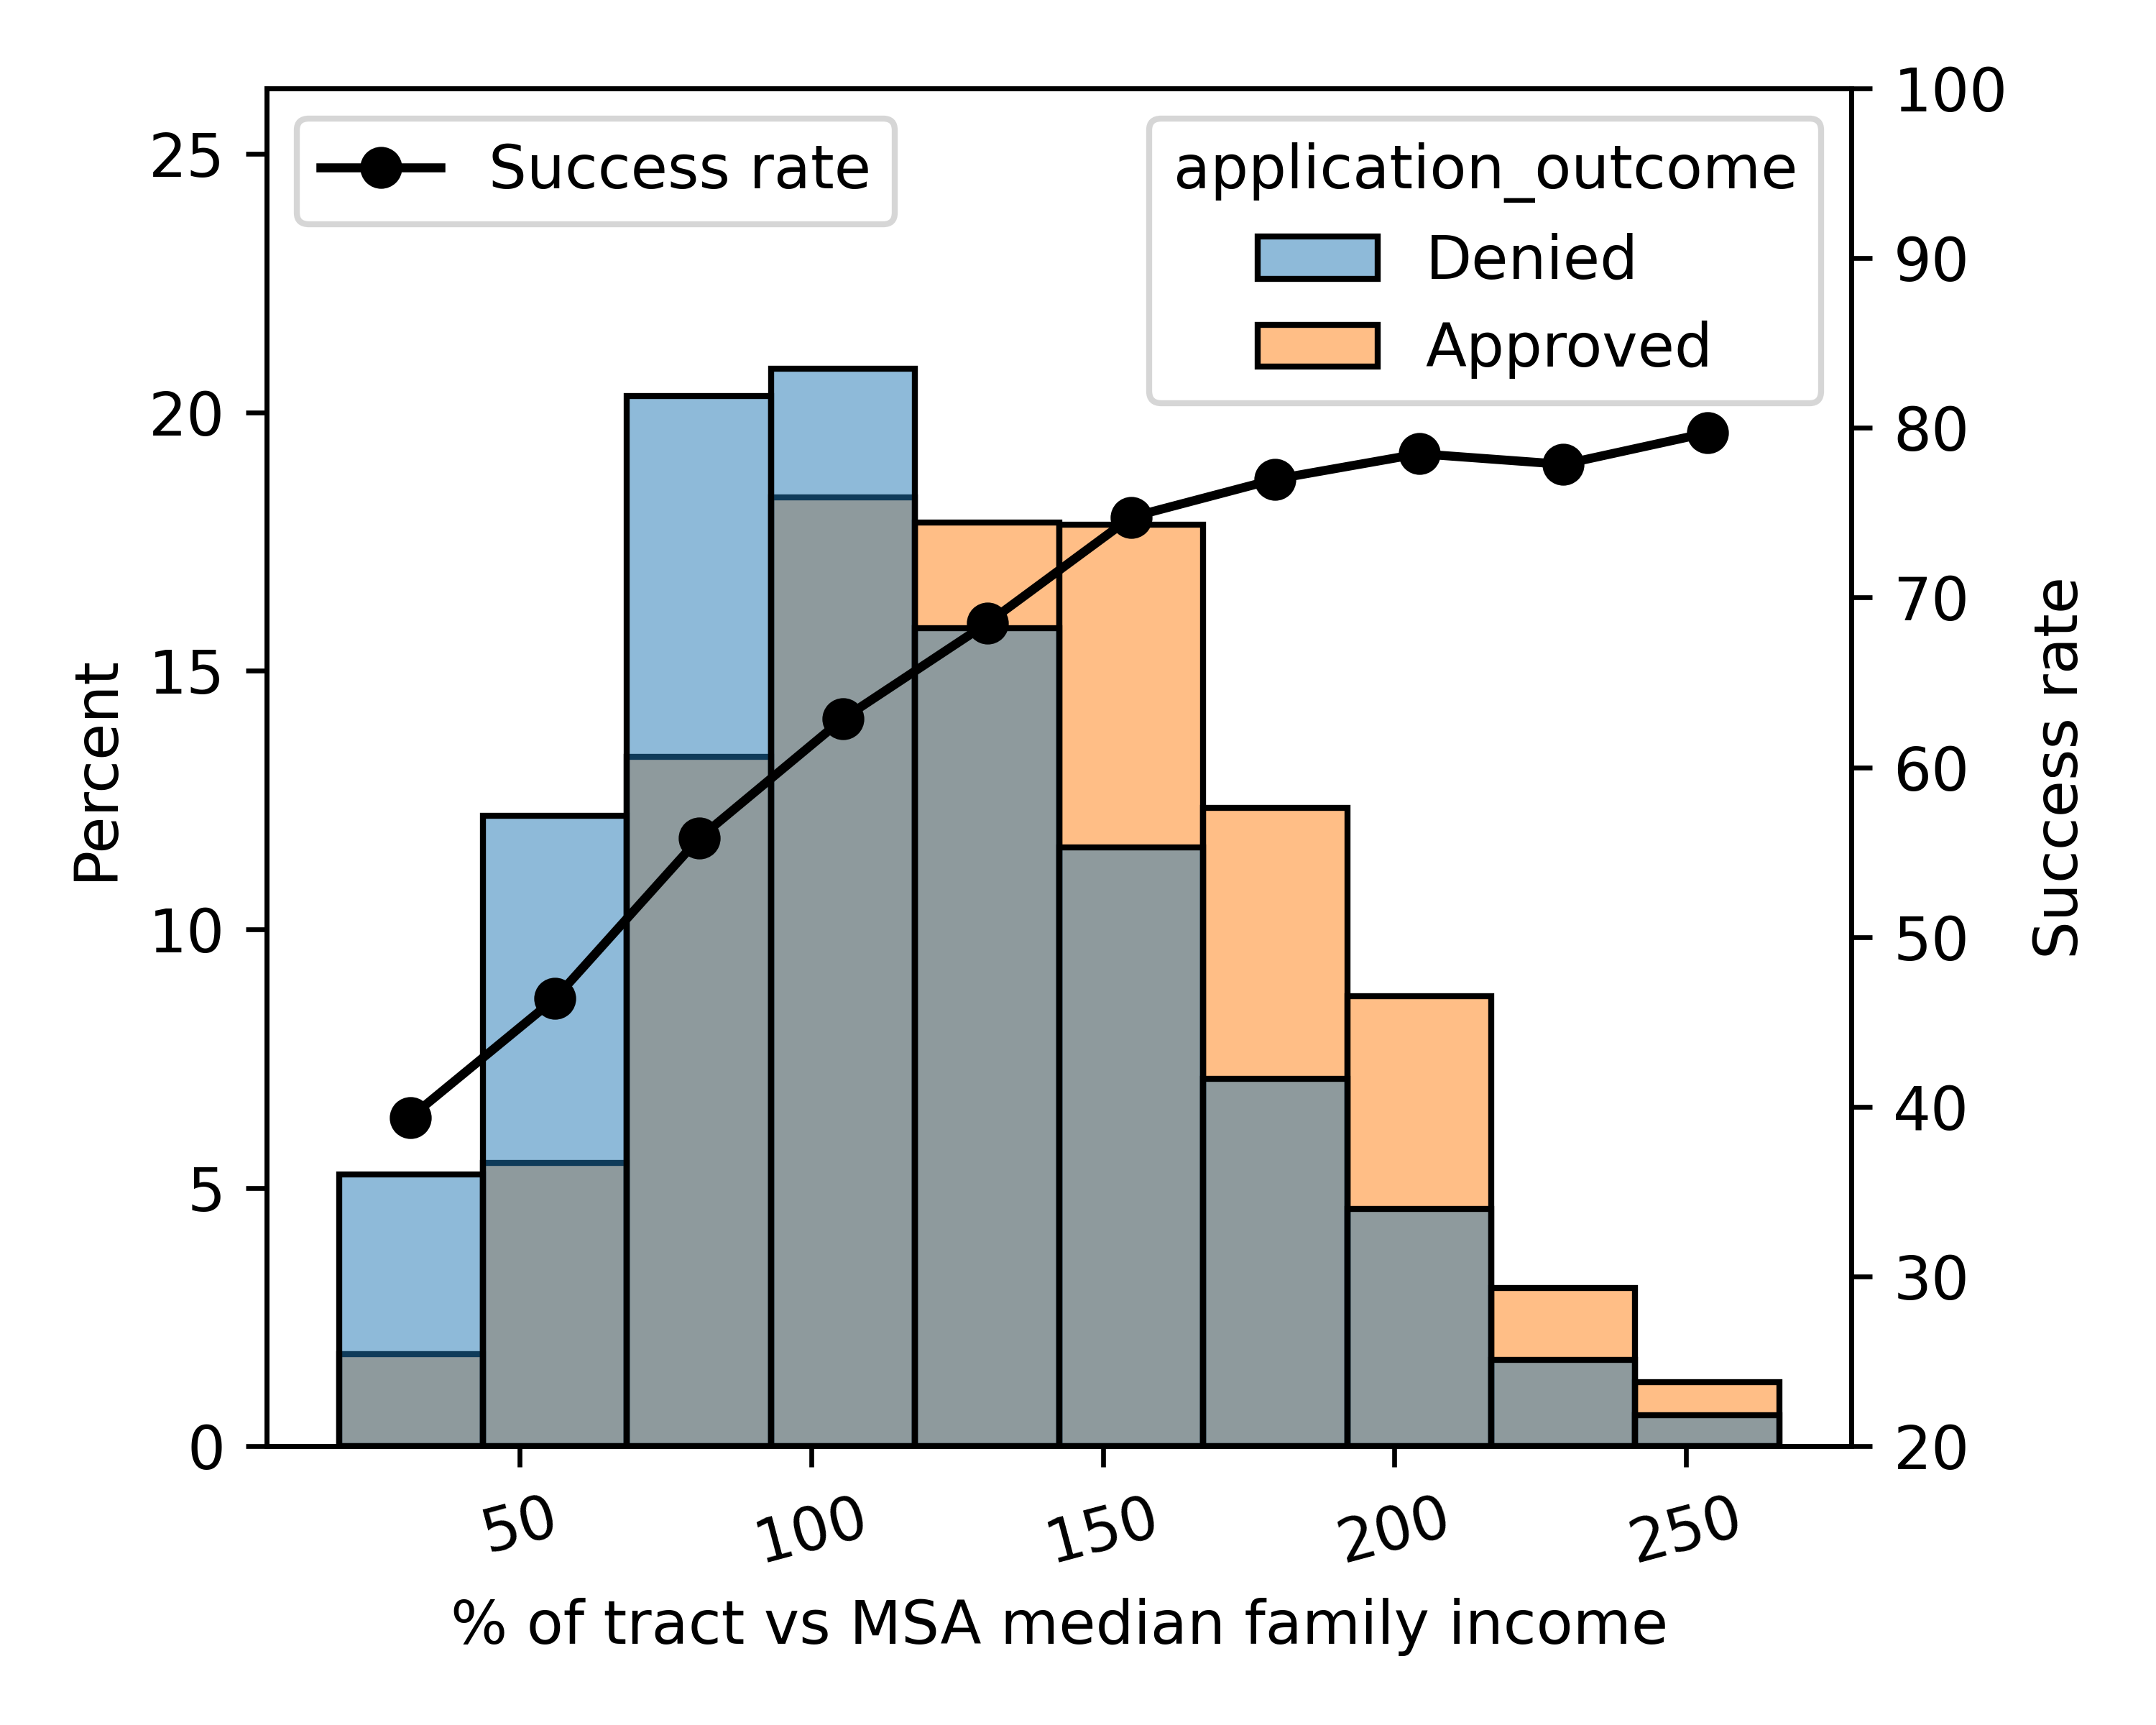 Success rate
application_outcome
Denied
Approved
Percent
25
20
15
10
5
0
100
90
80
70
60
50
40
30
20
Success rate
50
100
150
200
250
% of tract vs MSA median family income